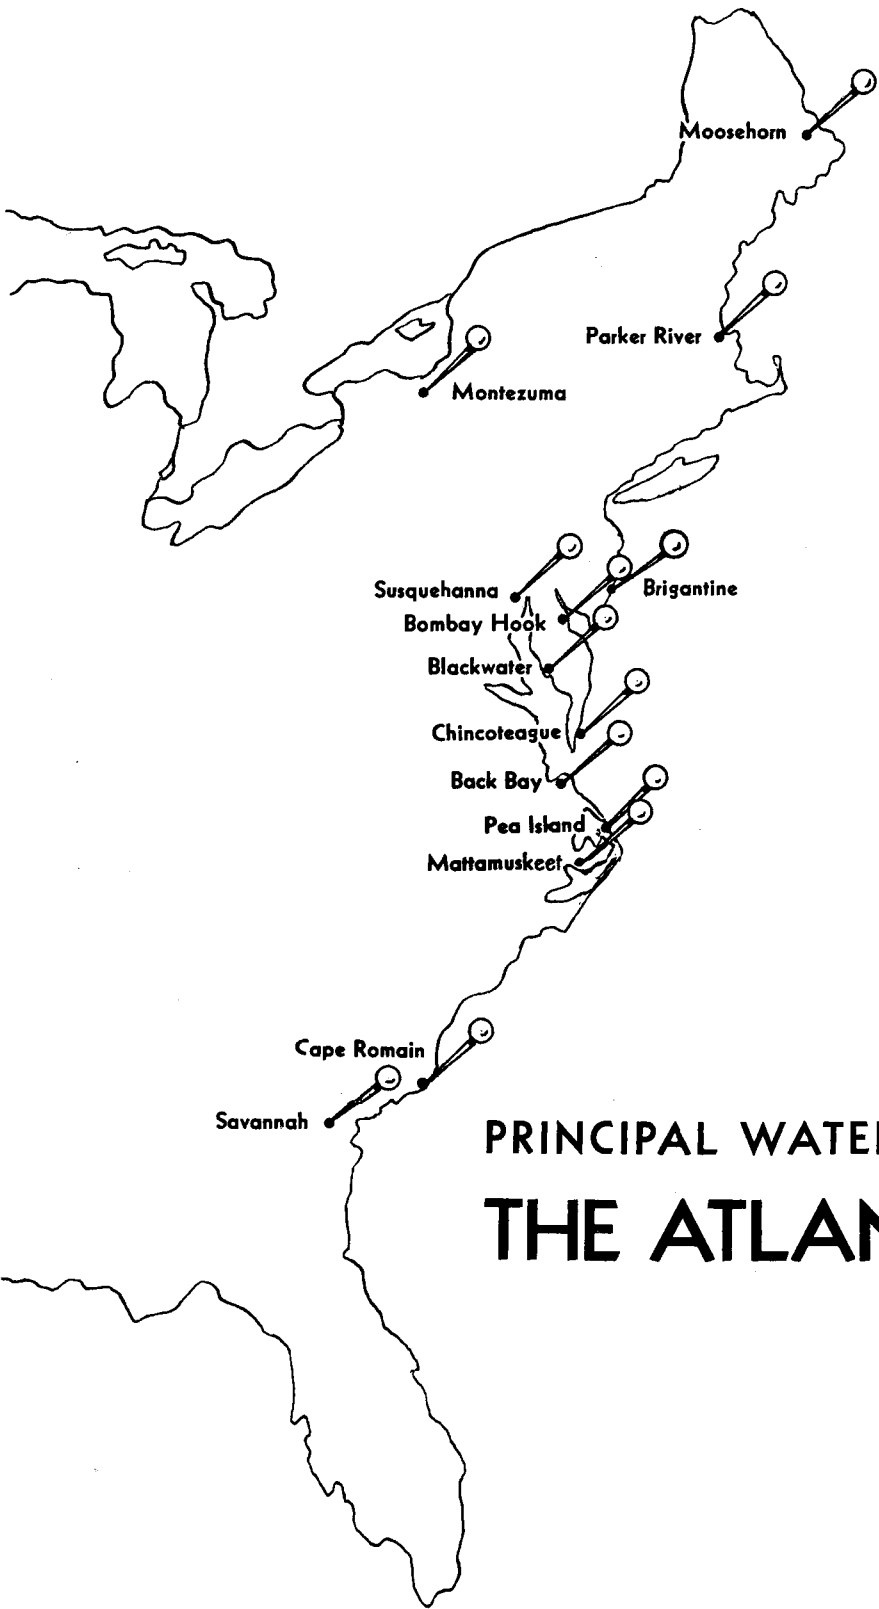 Moosehorn
Parker River
Montezuma
Susquehanna
Brigantine
Bombay Hook
Blackwater
Chincoteague
Back Bay
Pea Island
Mattamuskeet
Cape Romain
Savannah
PRINCIPAL WATE
THE ATLAN